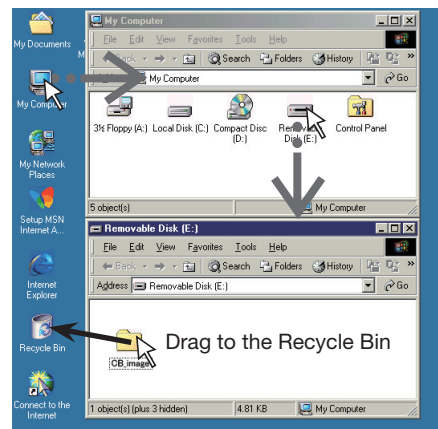 My Documents
My Computer
My Network
Places
Setup MSN
Internet A...
Internet
Explorer
Recycle Bin
Connect to the
Internet
My Computer
File Edit View Favorites Tools Help
Back Search Folders History
My Computer Go
3½ Floppy (A:) Local Disk (C:) Compact Disc
(D:) Removable
Disk (E:) Control Panel
5 object(s) My Computer
Removable Disk (E:)
File Edit View Favorites Tools Help
Back Search Folders History
Address Removable Disk (E:) Go
Drag to the Recycle Bin
CB_image
1 object(s) (plus 3 hidden) 4.81 KB My Computer